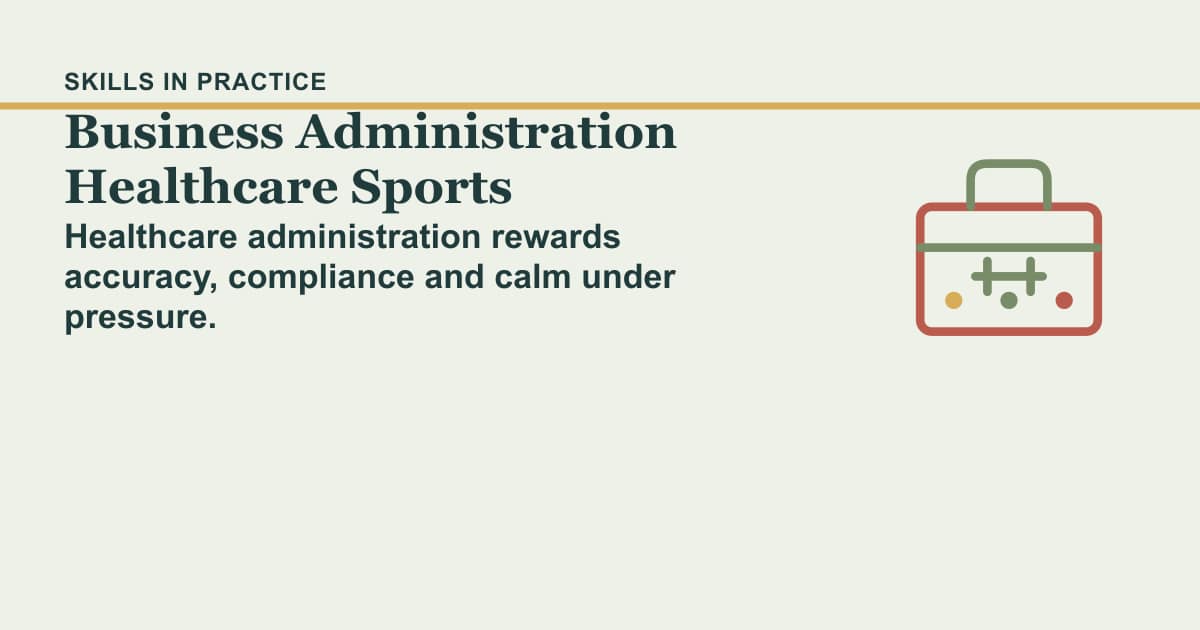 SKILLS IN PRACTICE
Business Administration
Healthcare Sports
Healthcare administration rewards
accuracy, compliance and calm under
pressure.